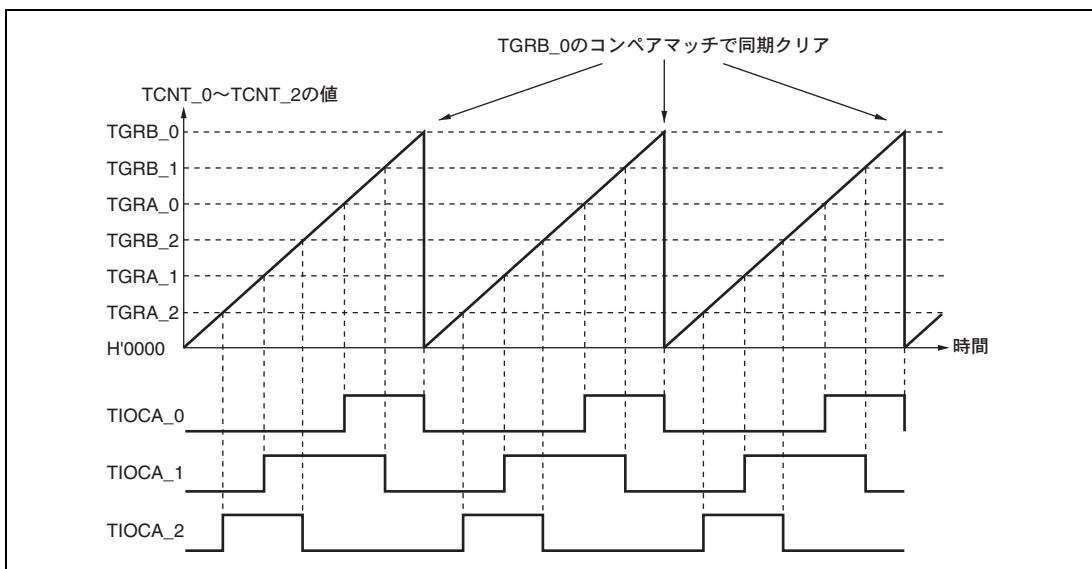 TGRB_0のコンペアマッチで同期クリア
TCNT_0～TCNT_2の値
TGRB_0
TGRB_1
TGRA_0
TGRB_2
TGRA_1
TGRA_2
H'0000
時間
TIOCA_0
TIOCA_1
TIOCA_2